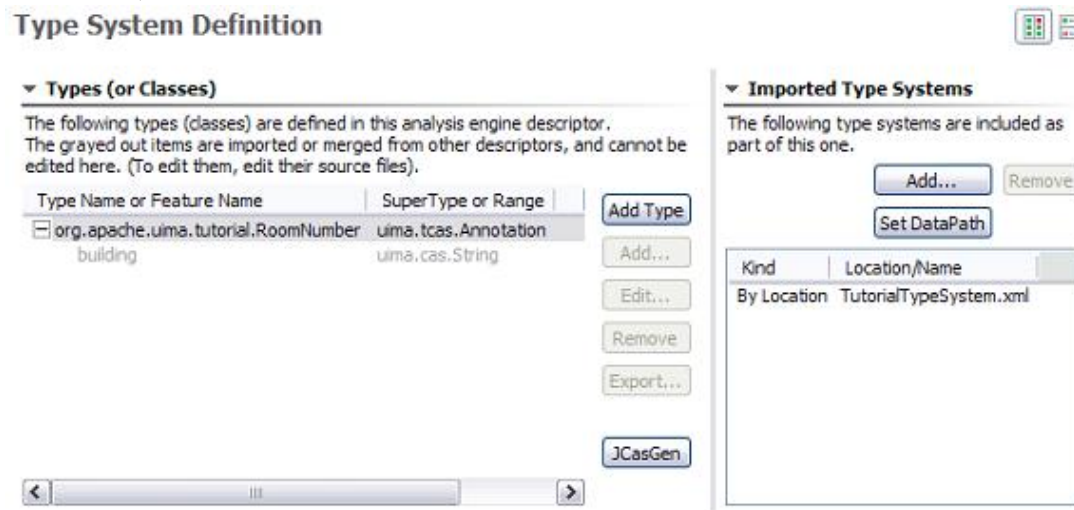 Type System Definition
Types (or Classes)
The following types (classes) are defined in this analysis engine descriptor.
The grayed out items are imported or merged from other descriptors, and cannot be
edited here. (To edit them, edit their source files).
Type Name or Feature Name SuperType or Range
org.apache.uima.tutorial.RoomNumber uima.tcas.Annotation
building uima.cas.String
Add Type
Add...
Edit...
Remove
Export...
JCasGen
Imported Type Systems
The following type systems are included as
part of this one.
Add... Remove
Set DataPath
Kind Location/Name
By Location TutorialTypeSystem.xml